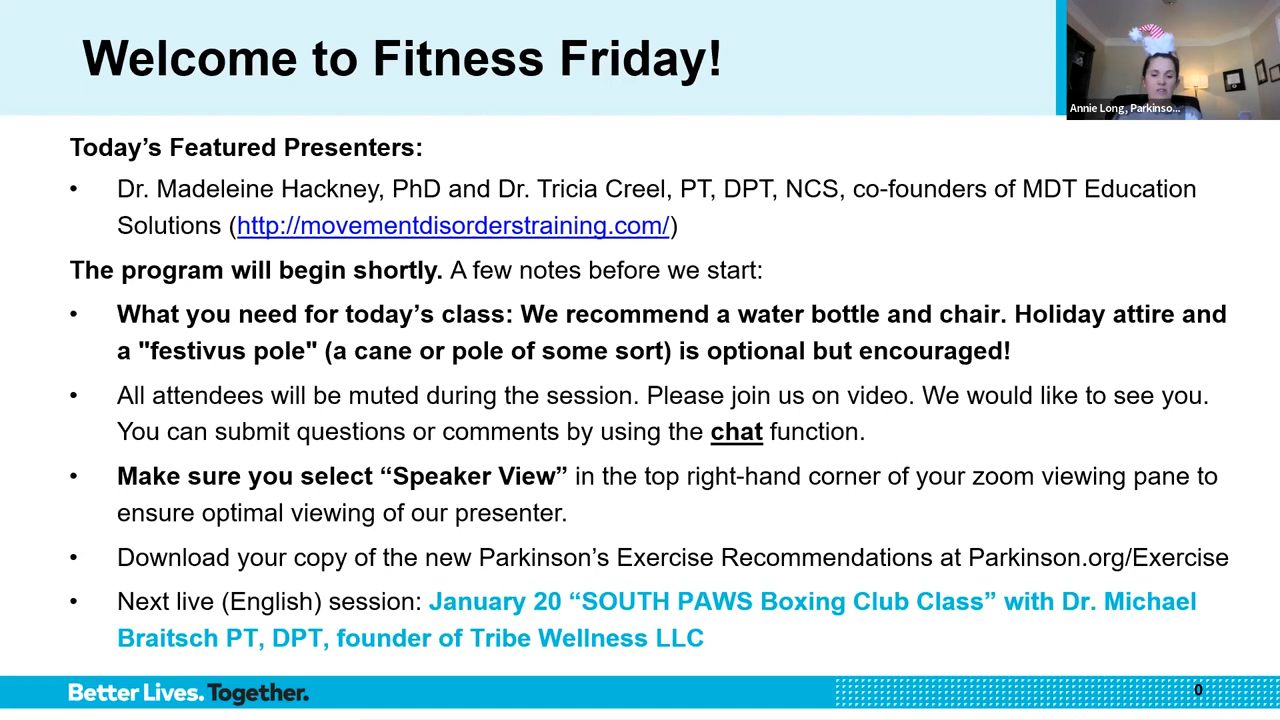 Welcome to Fitness Friday!
Annie Long, Parkinso...
Today’s Featured Presenters:
• Dr. Madeleine Hackney, PhD and Dr. Tricia Creel, PT, DPT, NCS, co-founders of MDT Education
Solutions (http://movementdisorderstraining.com/)
The program will begin shortly. A few notes before we start:
• What you need for today’s class: We recommend a water bottle and chair. Holiday attire and
a "festivus pole" (a cane or pole of some sort) is optional but encouraged!
• All attendees will be muted during the session. Please join us on video. We would like to see you.
You can submit questions or comments by using the chat function.
• Make sure you select “Speaker View” in the top right-hand corner of your zoom viewing pane to
ensure optimal viewing of our presenter.
• Download your copy of the new Parkinson’s Exercise Recommendations at Parkinson.org/Exercise
• Next live (English) session: January 20 “SOUTH PAWS Boxing Club Class” with Dr. Michael
Braitsch PT, DPT, founder of Tribe Wellness LLC
Better Lives. Together.
0